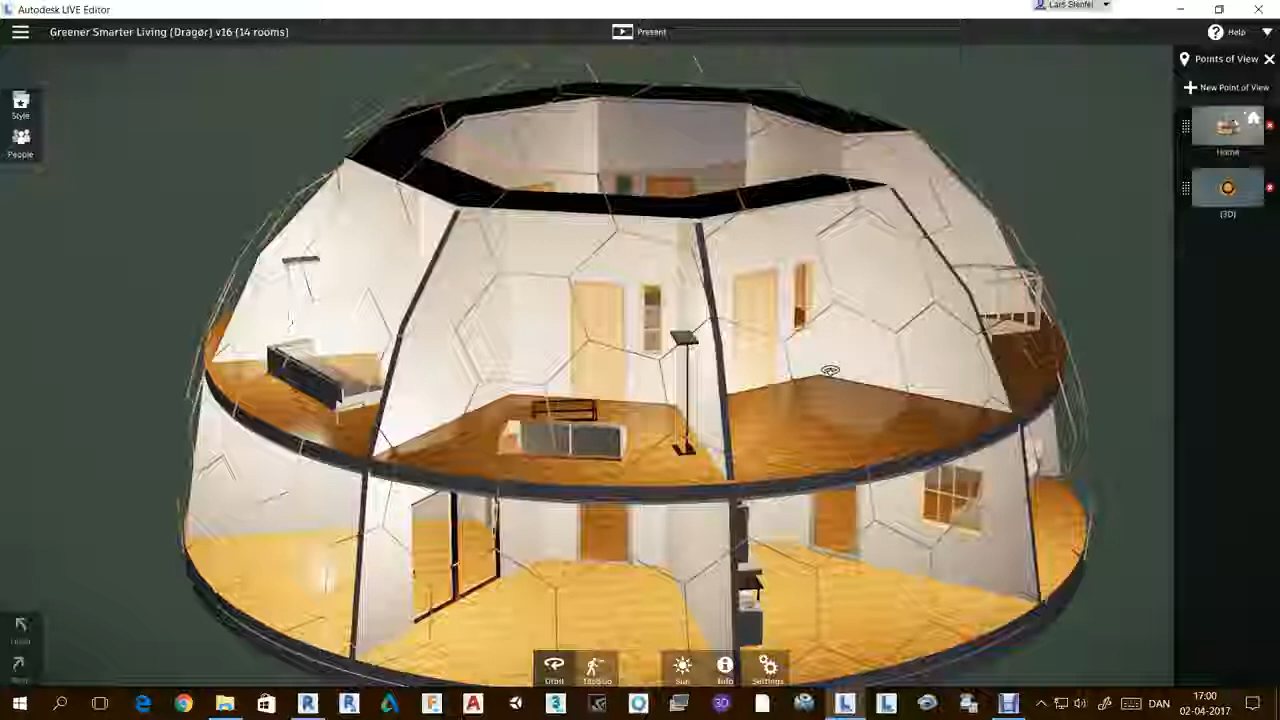 Autodesk LIVE Editor
Lars Slenfel
Greener Smarter Living (Dragør) v16 (14 rooms)
Present
Help
Points of View
New Point of View
Style
People
Home
{3D}
Orbit
Sun
Info
Settings
17:00
DAN
02-04-2017